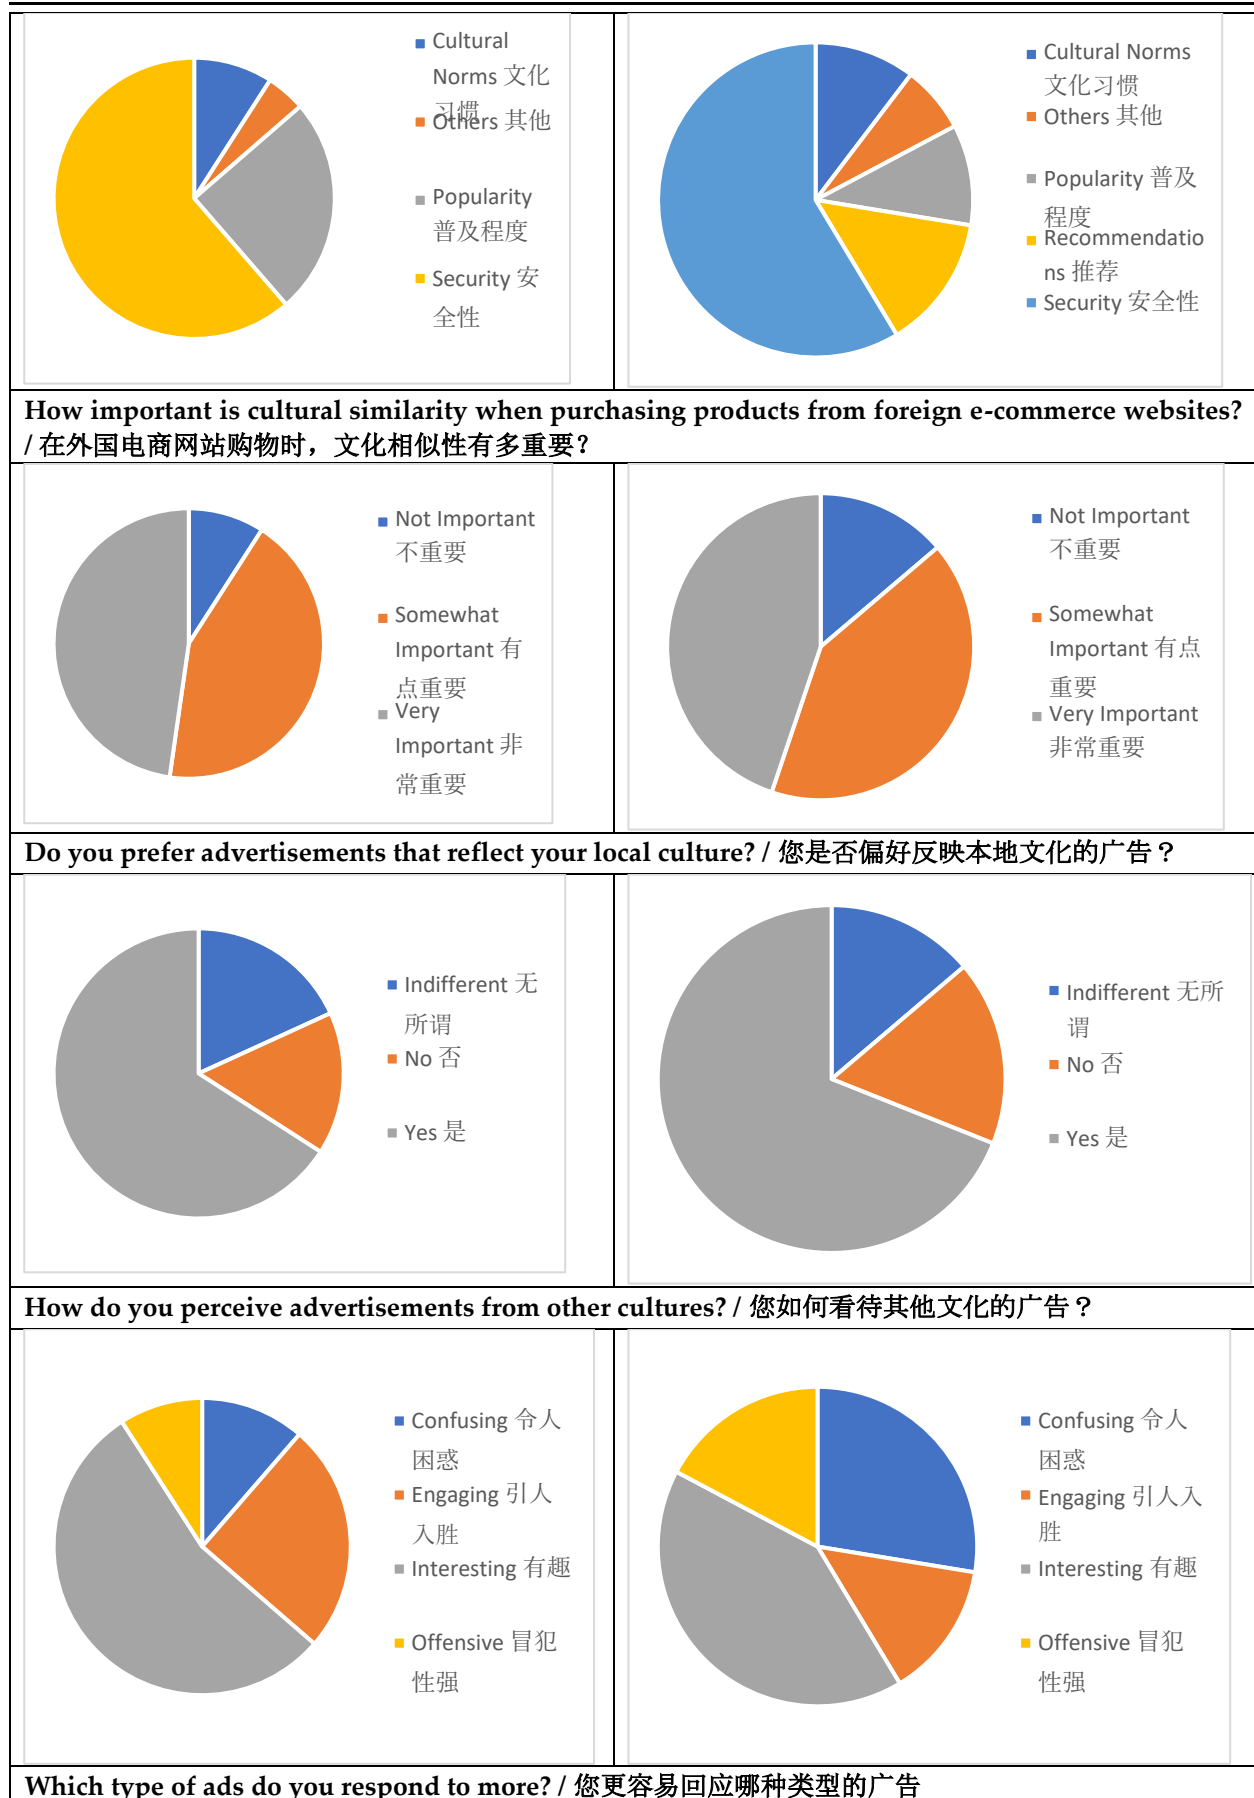 Cultural
Norms 文化
习惯
Others 其他
Popularity
普及程度
Security 安
全性
Cultural Norms
文化习惯
Others 其他
Popularity 普及
程度
Recommendatio
ns 推荐
Security 安全性
How important is cultural similarity when purchasing products from foreign e-commerce websites?
/ 在外国电商网站购物时，文化相似性有多重要？
Not Important
不重要
Somewhat
Important 有
点重要
Very
Important 非
常重要
Not Important
不重要
Somewhat
Important 有点
重要
Very Important
非常重要
Do you prefer advertisements that reflect your local culture? / 您是否偏好反映本地文化的广告？
Indifferent 无
所谓
No 否
Yes 是
Indifferent 无所
谓
No 否
Yes 是
How do you perceive advertisements from other cultures? / 您如何看待其他文化的广告？
Confusing 令人
困惑
Engaging 引人
入胜
Interesting 有趣
Offensive 冒犯
性强
Confusing 令人
困惑
Engaging 引人入
胜
Interesting 有趣
Offensive 冒犯
性强
Which type of ads do you respond to more? / 您更容易回应哪种类型的广告